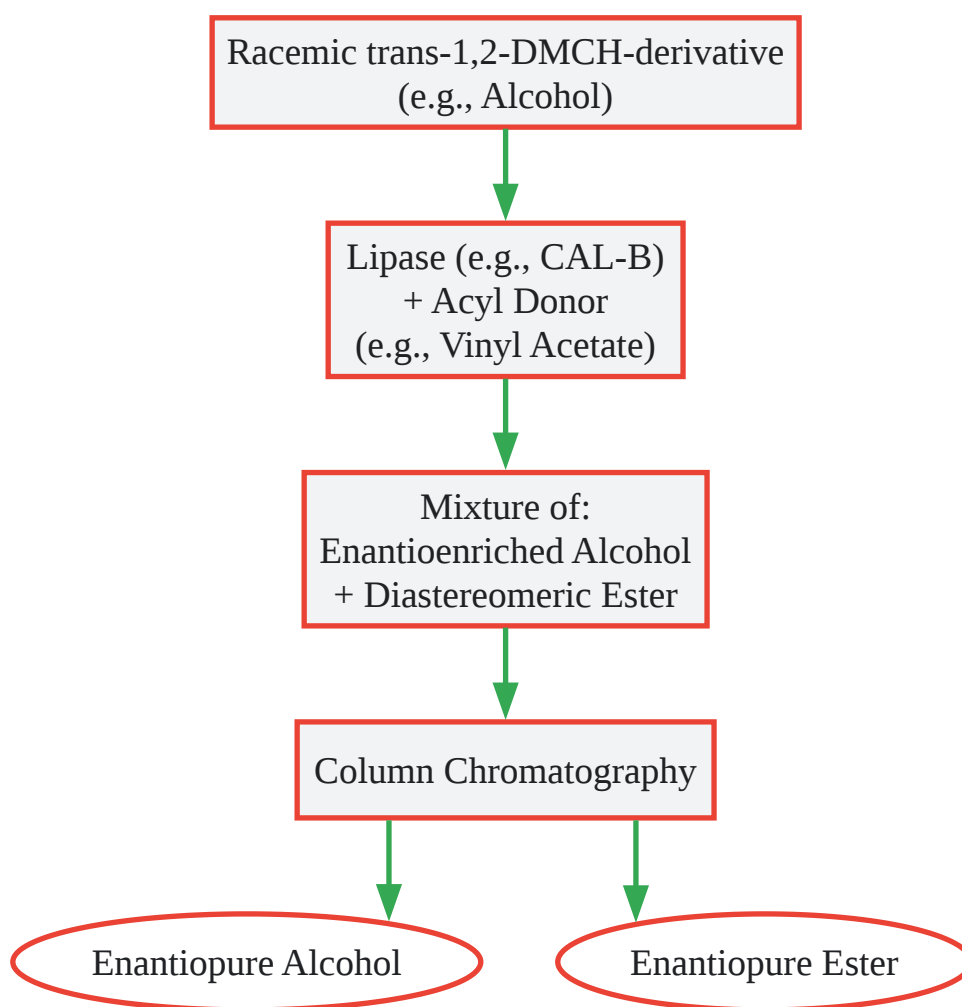 Racemic trans-1,2-DMCH-derivative
(e.g., Alcohol)
Lipase (e.g., CAL-B)
+ Acyl Donor
(e.g., Vinyl Acetate)
Mixture of:
Enantioenriched Alcohol
+ Diastereomeric Ester
Column Chromatography
Enantiopure Alcohol
Enantiopure Ester